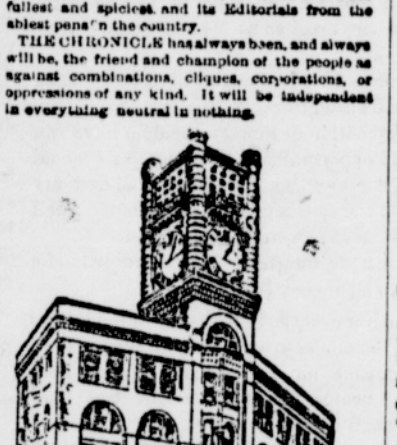 fullest and spiciest, and its Editorials from the
ablest pens in the country.
THE CHRONICLE has always been, and always
will be, the friend and champion of the people as
against combinations, cliques, corporations, or
oppressions of any kind. It will be independent
in everything neutral in nothing.